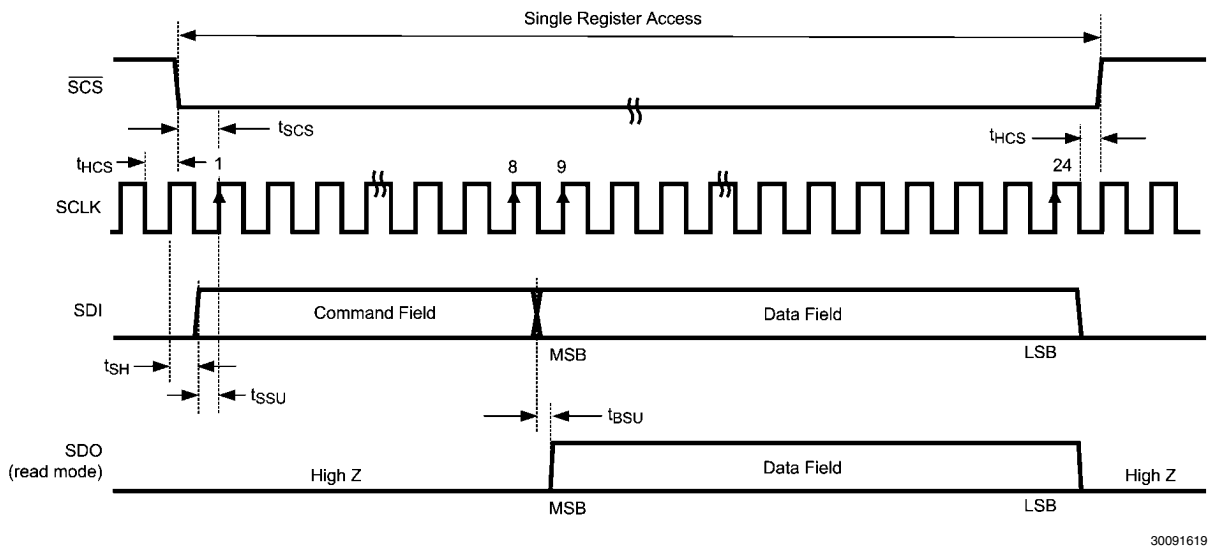 Single Register Access
SCS
tSCS
tHCS
tHCS
1
8
9
24
SCLK
SDI
Command Field
Data Field
MSB
LSB
tSH
tSSU
tBSU
SDO
(read mode)
High Z
Data Field
High Z
MSB
LSB
30091619